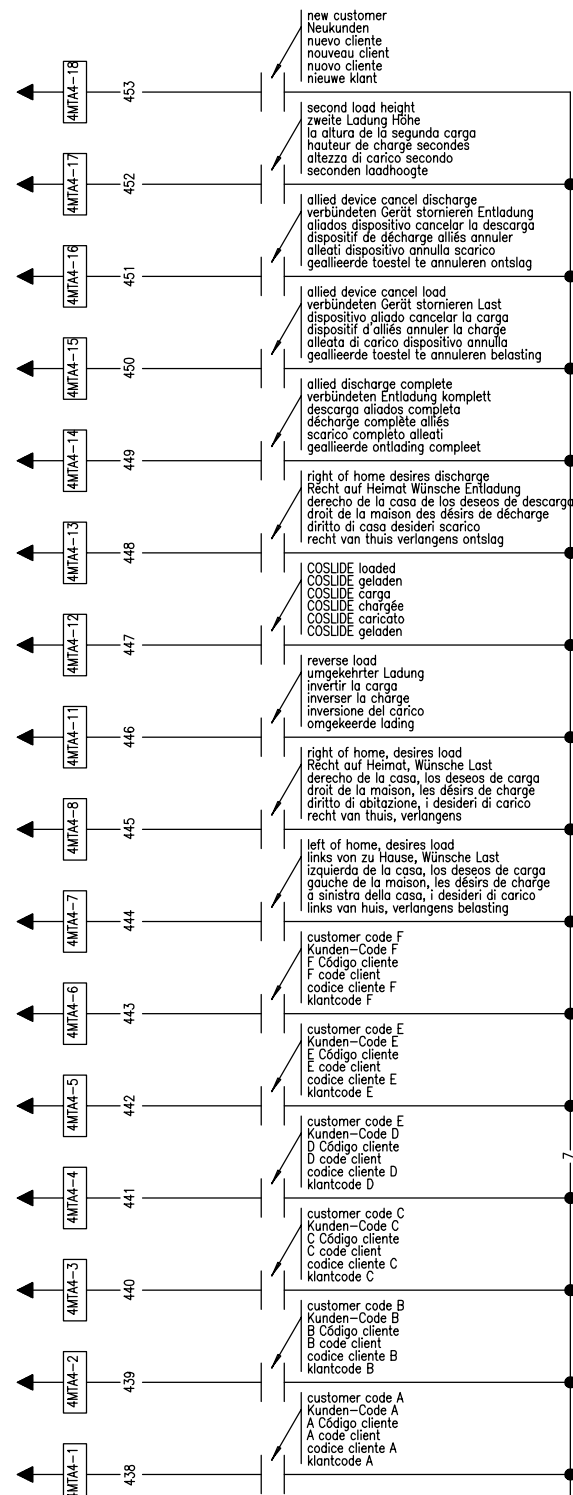 new customer
Neukunden
nuevo cliente
nouveau client
nuovo cliente
nieuwe klant
4MTA4-18
453
second load height
zweite Ladung Höhe
la altura de la segunda carga
hauteur de charge secondes
altezza di carico secondo
seconden laadhoogte
4MTA4-17
452
allied device cancel discharge
verbündeten Gerät stornieren Entladung
aliados dispositivo cancelar la descarga
dispositif de décharge alliés annuler
alleati dispositivo annulla scarico
geallieerde toestel te annuleren ontslag
4MTA4-16
451
allied device cancel load
verbündeten Gerät stornieren Last
dispositivo aliado cancelar la carga
dispositif d'alliés annuler la charge
alleata di carico dispositivo annulla
geallieerde toestel te annuleren belasting
4MTA4-15
450
allied discharge complete
verbündeten Entladung komplett
descarga aliados completa
décharge complète alliés
scarico completo alleati
geallieerde ontlading compleet
4MTA4-14
449
right of home desires discharge
Recht auf Heimat Wünsche Entladung
derecho de la casa de los deseos de descarga
droit de la maison des désirs de décharge
diritto di casa desideri scarico
recht van thuis verlangens ontslag
4MTA4-13
448
COSLIDE loaded
COSLIDE geladen
COSLIDE carga
COSLIDE chargée
COSLIDE caricato
COSLIDE geladen
4MTA4-12
447
reverse load
umgekehrter Ladung
invertir la carga
inverser la charge
inversione del carico
omgekeerde lading
4MTA4-11
446
right of home, desires load
Recht auf Heimat, Wünsche Last
derecho de la casa, los deseos de carga
droit de la maison, les désirs de charge
diritto di abitazione, i desideri di carico
recht van thuis, verlangens
4MTA4-8
445
left of home, desires load
links von zu Hause, Wünsche Last
izquierda de la casa, los deseos de carga
gauche de la maison, les désirs de charge
a sinistra della casa, i desideri di carico
links van huis, verlangens belasting
4MTA4-7
444
customer code F
Kunden-Code F
F Código cliente
F code client
codice cliente F
klantcode F
4MTA4-6
443
customer code E
Kunden-Code E
E Código cliente
E code client
codice cliente E
klantcode E
4MTA4-5
442
customer code E
Kunden-Code D
D Código cliente
D code client
codice cliente D
klantcode D
7
4MTA4-4
441
customer code C
Kunden-Code C
C Código cliente
C code client
codice cliente C
klantcode C
4MTA4-3
440
customer code B
Kunden-Code B
B Código cliente
B code client
codice cliente B
klantcode B
4MTA4-2
439
customer code A
Kunden-Code A
A Código cliente
A code client
codice cliente A
klantcode A
4MTA4-1
438